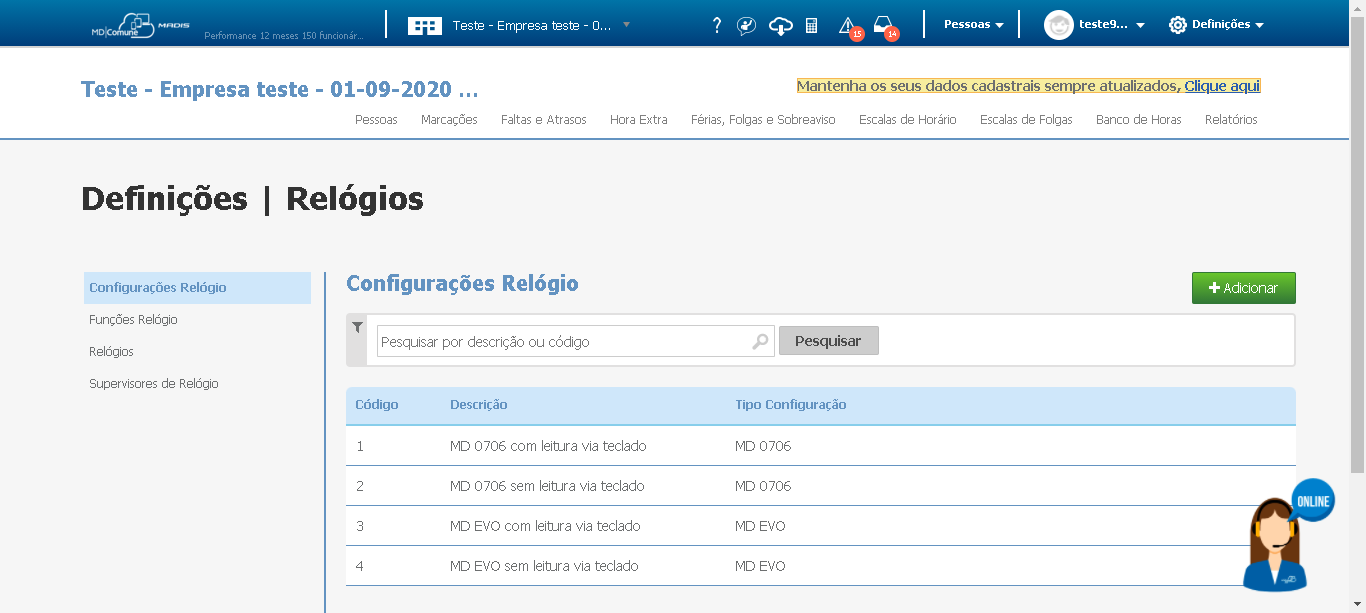 MD|Comune MADIS
Performance 12 meses 150 funcionár...
Teste - Empresa teste - 0...
?
15
14
Pessoas
teste9...
Definições
Teste - Empresa teste - 01-09-2020 ...
Mantenha os seus dados cadastrais sempre atualizados, Clique aqui
Pessoas Marcações Faltas e Atrasos Hora Extra Férias, Folgas e Sobreaviso Escalas de Horário Escalas de Folgas Banco de Horas Relatórios
Definições | Relógios
Configurações Relógio
Funções Relógio
Relógios
Supervisores de Relógio
Configurações Relógio
Adicionar
Pesquisar por descrição ou código
Pesquisar
Código Descrição Tipo Configuração
1 MD 0706 com leitura via teclado MD 0706
2 MD 0706 sem leitura via teclado MD 0706
3 MD EVO com leitura via teclado MD EVO
4 MD EVO sem leitura via teclado MD EVO
ONLINE